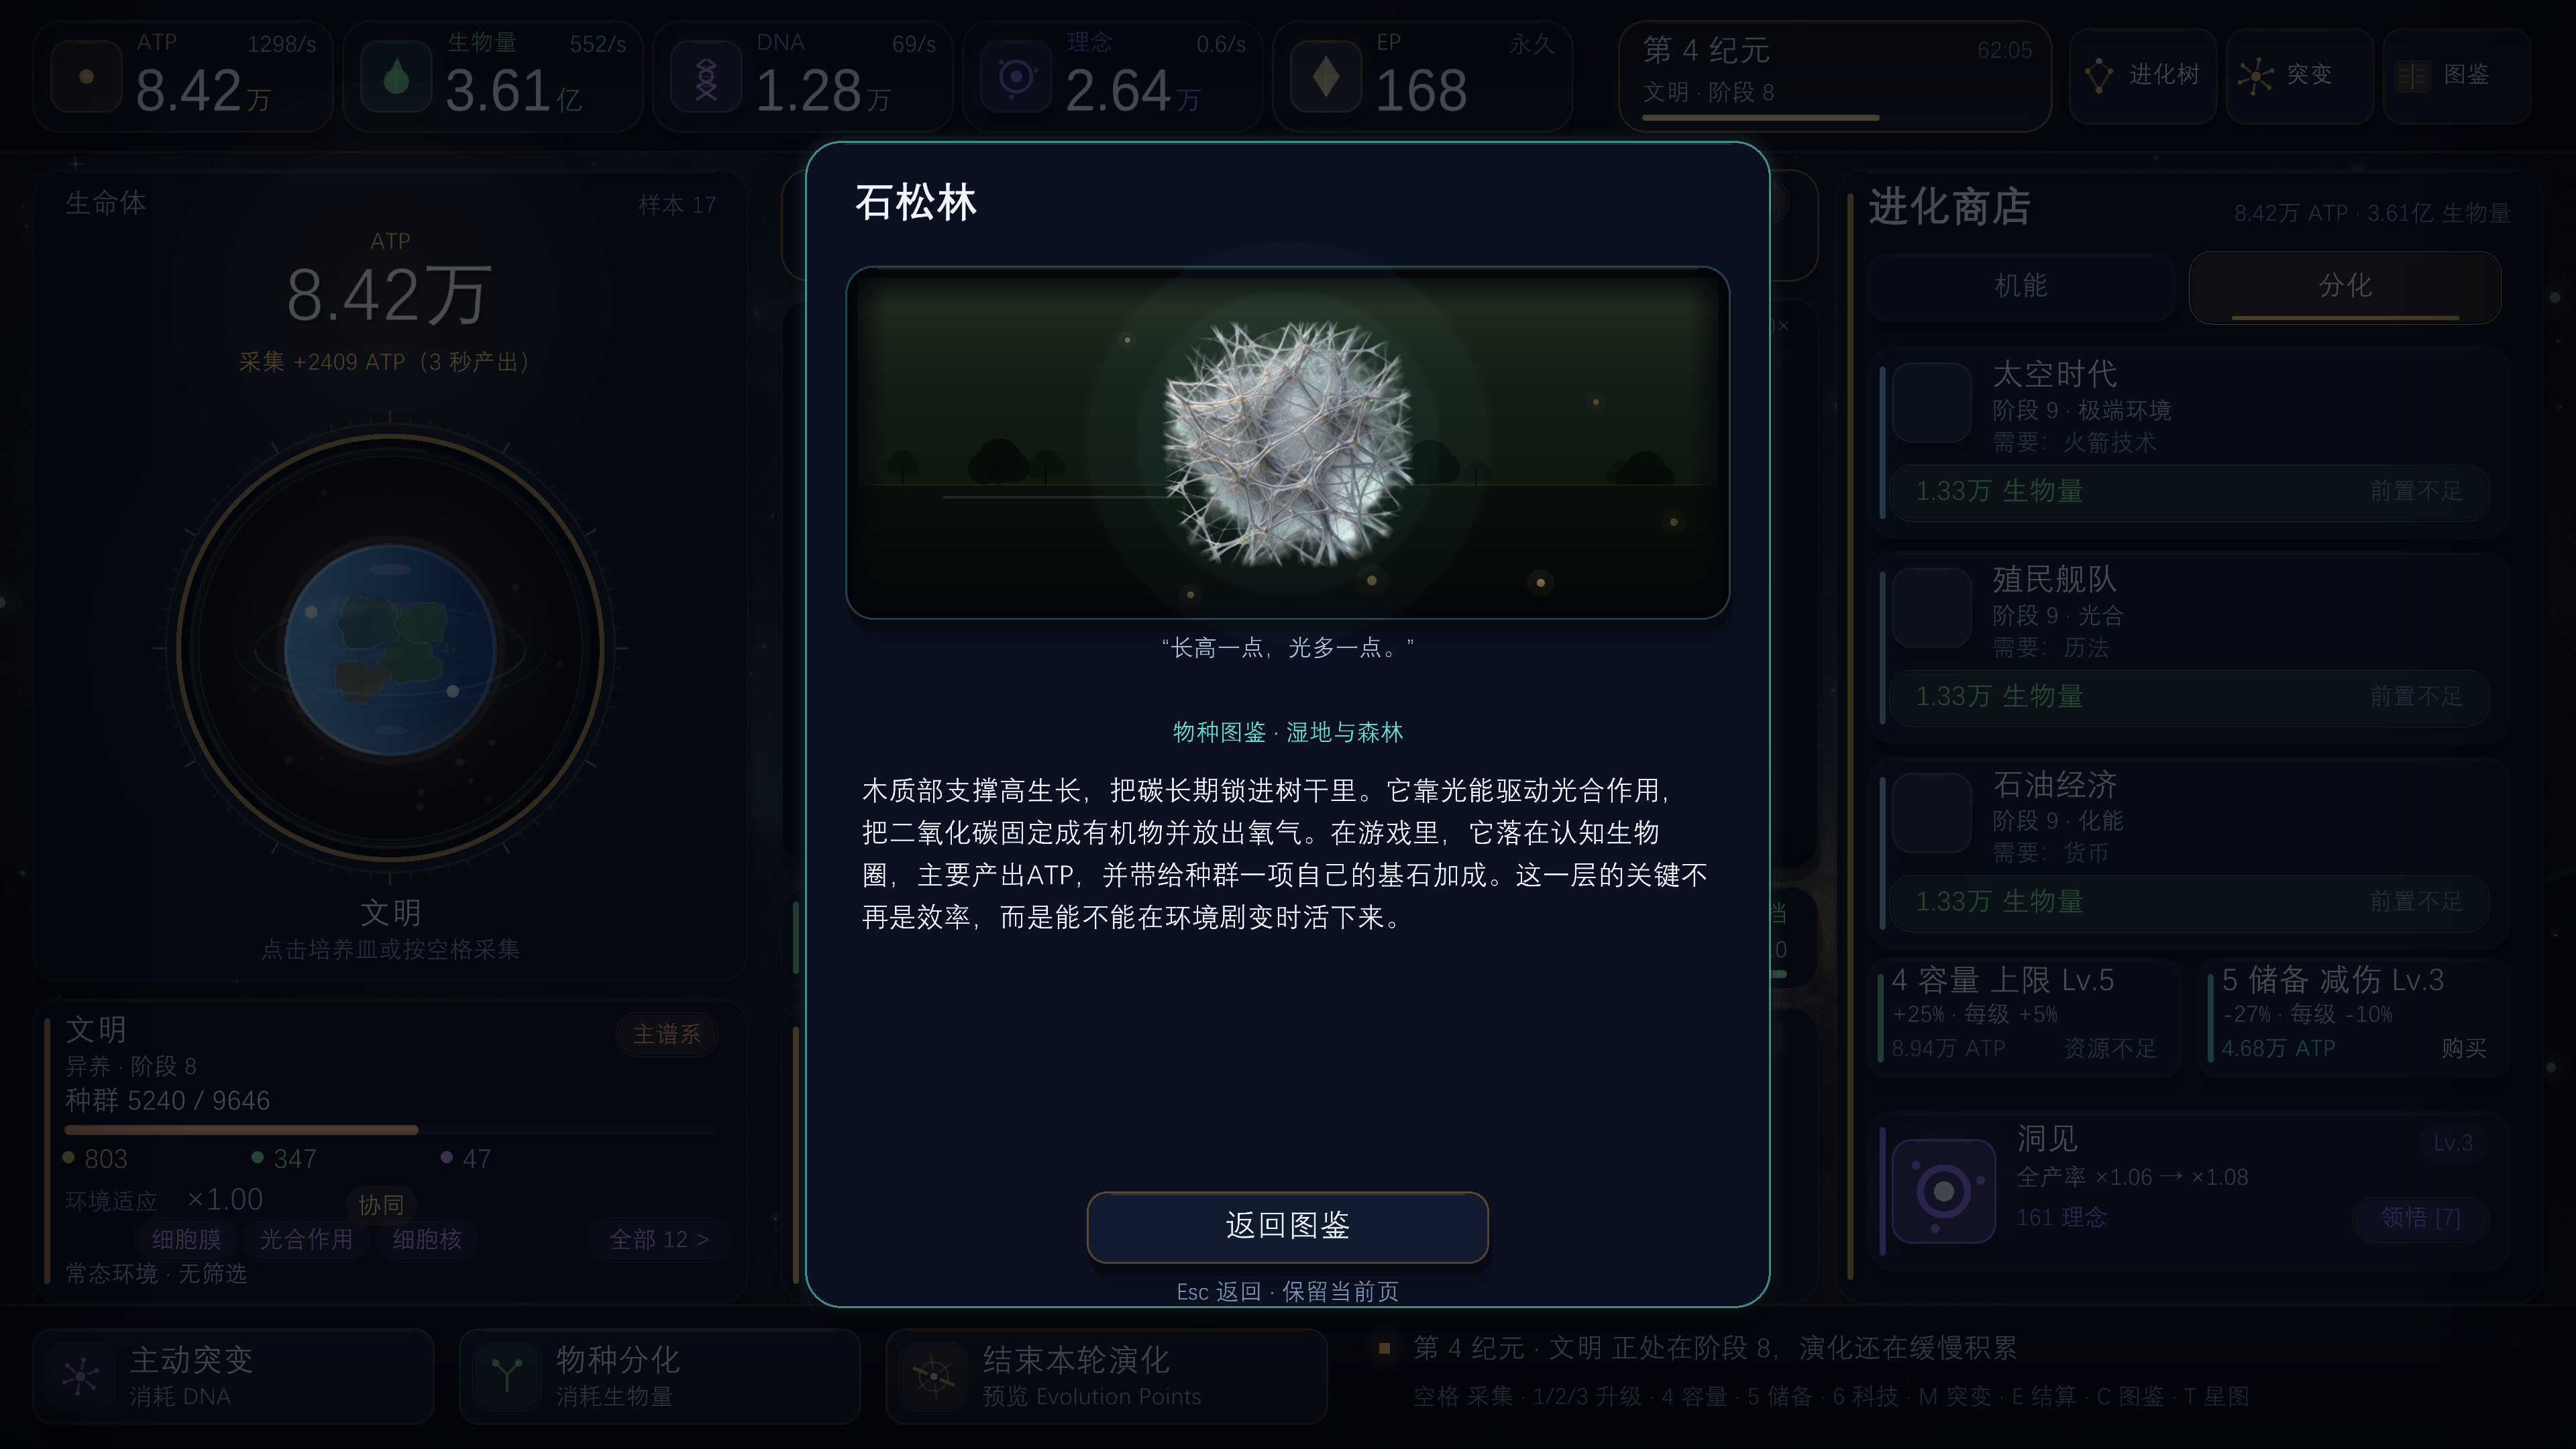 ATP 1298/s
8.42万
生物量 552/s
3.61亿
DNA 69/s
1.28万
理念 0.6/s
2.64万
EP 永久
168
第 4 纪元 62:05
文明 · 阶段 8
进化树
突变
图鉴
生命体 样本 17
ATP
8.42万
采集 +2409 ATP（3 秒产出）
文明
点击培养皿或按空格采集
文明 主谱系
异养 · 阶段 8
种群 5240 / 9646
803 347 47
环境适应 ×1.00 协同
细胞膜 光合作用 细胞核 全部 12 >
常态环境 · 无筛选
石松林
“长高一点，光多一点。”
物种图鉴 · 湿地与森林
木质部支撑高生长，把碳长期锁进树干里。它靠光能驱动光合作用，
把二氧化碳固定成有机物并放出氧气。在游戏里，它落在认知生物
圈，主要产出ATP，并带给种群一项自己的基石加成。这一层的关键不
再是效率，而是能不能在环境剧变时活下来。
返回图鉴
Esc 返回 · 保留当前页
进化商店 8.42万 ATP · 3.61亿 生物量
机能 分化
太空时代
阶段 9 · 极端环境
需要：火箭技术
1.33万 生物量 前置不足
殖民舰队
阶段 9 · 光合
需要：历法
1.33万 生物量 前置不足
石油经济
阶段 9 · 化能
需要：货币
1.33万 生物量 前置不足
4 容量 上限 Lv.5
+25% · 每级 +5%
8.94万 ATP 资源不足
5 储备 减伤 Lv.3
-27% · 每级 -10%
4.68万 ATP 购买
洞见 Lv.3
全产率 ×1.06 → ×1.08
161 理念 领悟 [7]
主动突变
消耗 DNA
物种分化
消耗生物量
结束本轮演化
预览 Evolution Points
第 4 纪元 · 文明 正处在阶段 8，演化还在缓慢积累
空格 采集 · 1/2/3 升级 · 4 容量 · 5 储备 · 6 科技 · M 突变 · E 结算 · C 图鉴 · T 星图